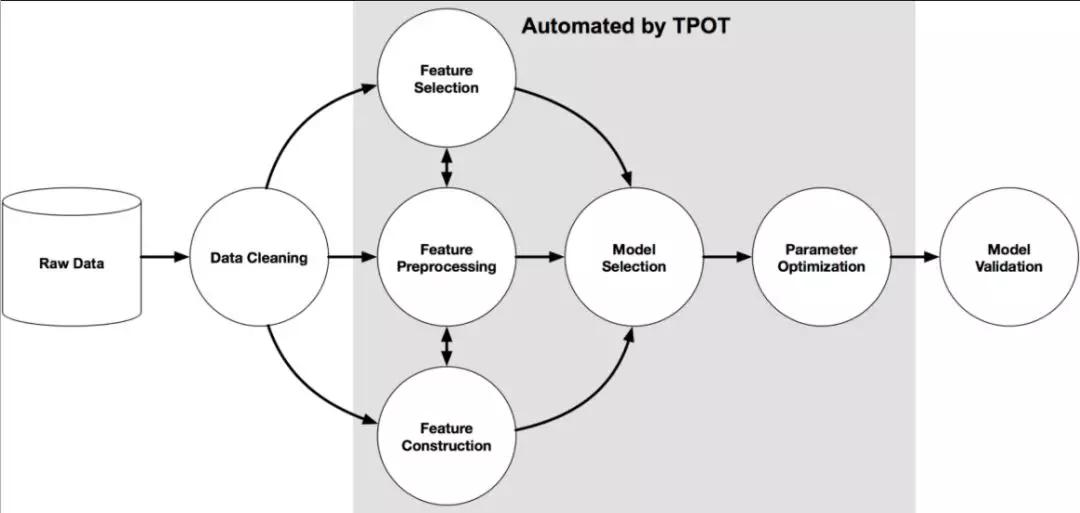 Automated by TPOT
Feature
Selection
Raw Data
Data Cleaning
Feature
Preprocessing
Model
Selection
Parameter
Optimization
Model
Validation
Feature
Construction